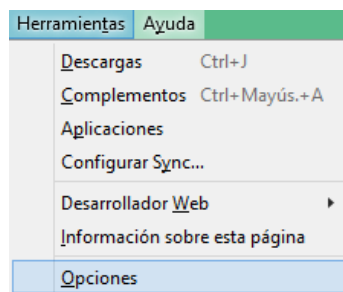 Herramientas Ayuda
Descargas Ctrl+J
Complementos Ctrl+Mayús.+A
Aplicaciones
Configurar Sync...
Desarrollador Web
Información sobre esta página
Opciones